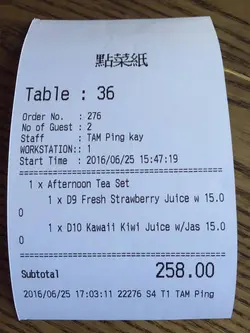 點菜紙
Table : 36
Order No. : 276
No of Guest : 2
Staff : TAM Ping kay
WORKSTATION:: 1
Start Time : 2016/06/25 15:47:19
1 x Afternoon Tea Set
1 x D9 Fresh Strawberry Juice w 15.0
0
1 x D10 Kawaii Kiwi Juice w/Jas 15.0
0
Subtotal 258.00
2016/06/25 17:03:11 22276 S4 T1 TAM Ping